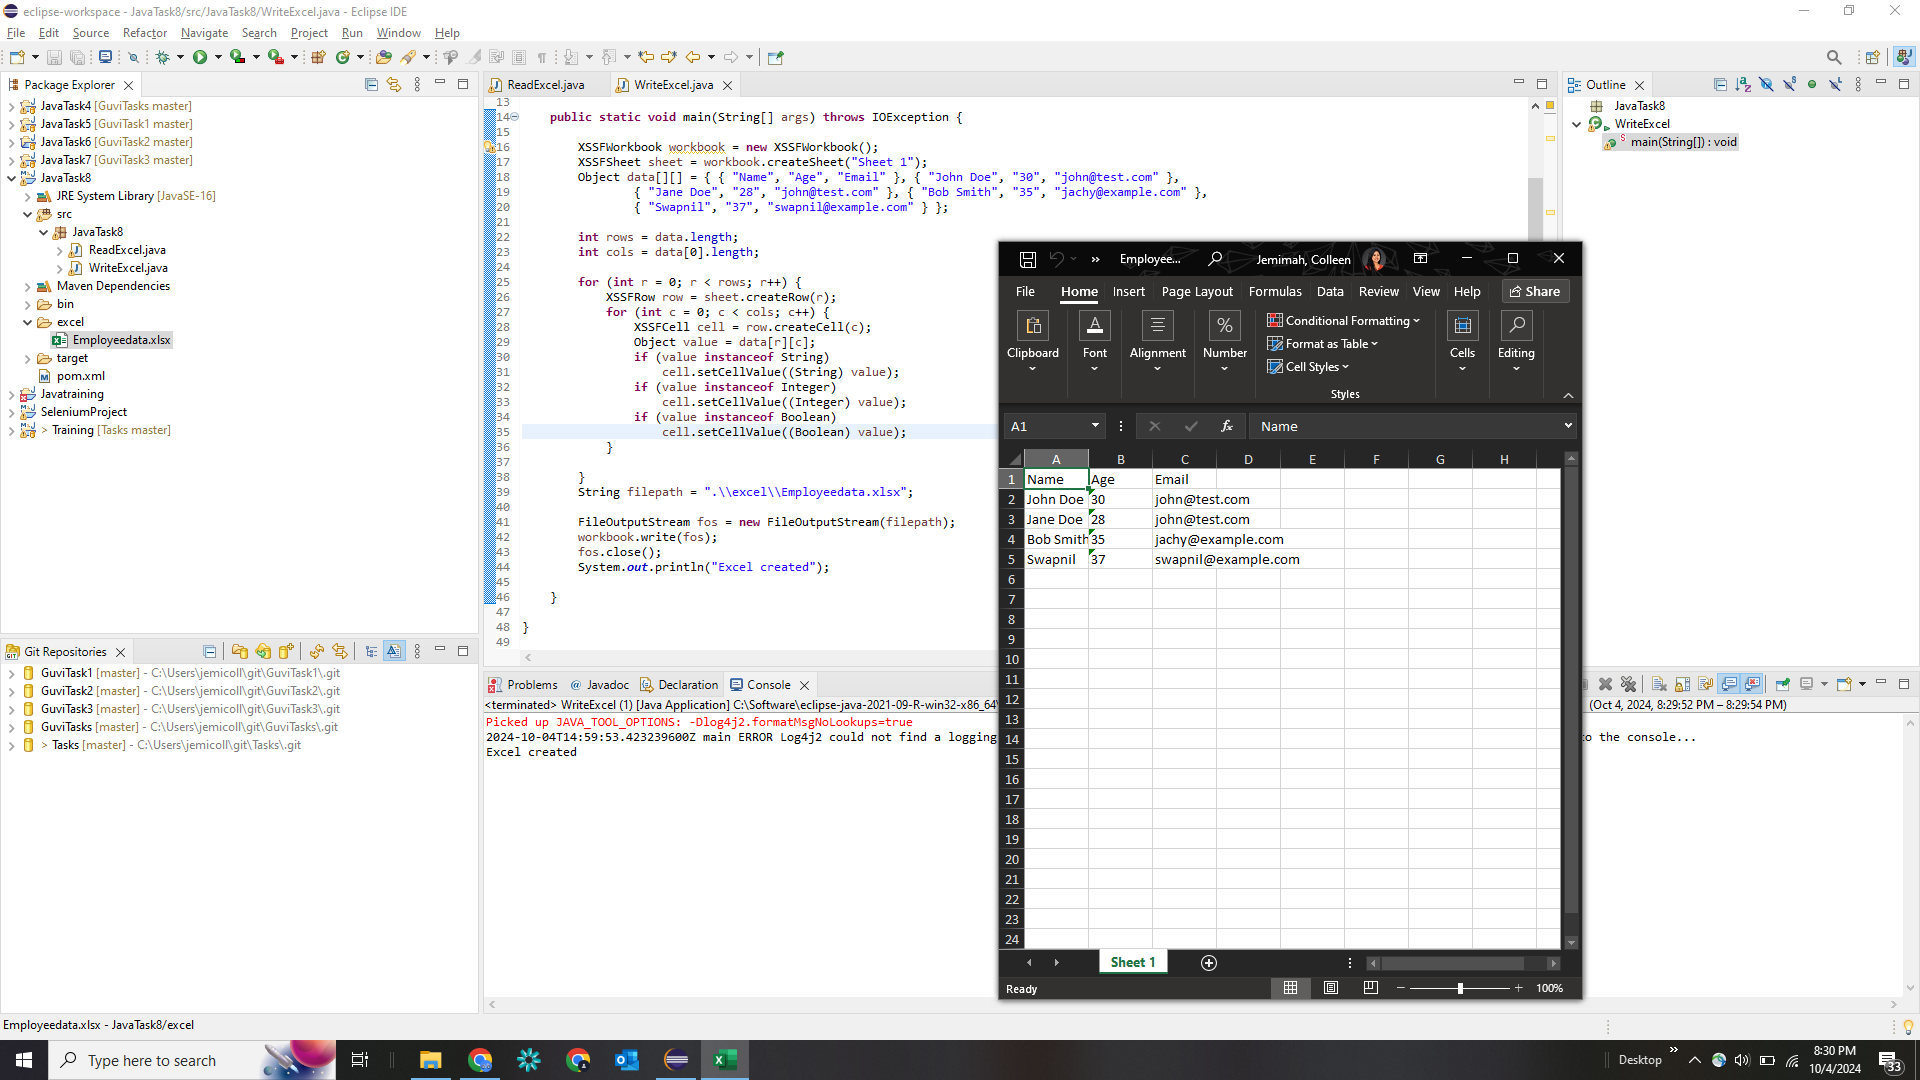 eclipse-workspace - JavaTask8/src/JavaTask8/WriteExcel.java - Eclipse IDE
File Edit Source Refactor Navigate Search Project Run Window Help
Package Explorer
JavaTask4 [GuviTasks master]
JavaTask5 [GuviTask1 master]
JavaTask6 [GuviTask2 master]
JavaTask7 [GuviTask3 master]
JavaTask8
JRE System Library [JavaSE-16]
src
JavaTask8
ReadExcel.java
WriteExcel.java
Maven Dependencies
bin
excel
Employeedata.xlsx
target
pom.xml
Javatraining
SeleniumProject
> Training [Tasks master]
Git Repositories
GuviTask1 [master] - C:\Users\jemicoll\git\GuviTask1\.git
GuviTask2 [master] - C:\Users\jemicoll\git\GuviTask2\.git
GuviTask3 [master] - C:\Users\jemicoll\git\GuviTask3\.git
GuviTasks [master] - C:\Users\jemicoll\git\GuviTasks\.git
> Tasks [master] - C:\Users\jemicoll\git\Tasks\.git
ReadExcel.java WriteExcel.java
13
14 public static void main(String[] args) throws IOException {
15
16 XSSFWorkbook workbook = new XSSFWorkbook();
17 XSSFSheet sheet = workbook.createSheet("Sheet 1");
18 Object data[][] = { { "Name", "Age", "Email" }, { "John Doe", "30", "john@test.com" },
19 { "Jane Doe", "28", "john@test.com" }, { "Bob Smith", "35", "jachy@example.com" },
20 { "Swapnil", "37", "swapnil@example.com" } };
21
22 int rows = data.length;
23 int cols = data[0].length;
24
25 for (int r = 0; r < rows; r++) {
26 XSSFRow row = sheet.createRow(r);
27 for (int c = 0; c < cols; c++) {
28 XSSFCell cell = row.createCell(c);
29 Object value = data[r][c];
30 if (value instanceof String)
31 cell.setCellValue((String) value);
32 if (value instanceof Integer)
33 cell.setCellValue((Integer) value);
34 if (value instanceof Boolean)
35 cell.setCellValue((Boolean) value);
36 }
37
38 }
39 String filepath = ".\\excel\\Employeedata.xlsx";
40
41 FileOutputStream fos = new FileOutputStream(filepath);
42 workbook.write(fos);
43 fos.close();
44 System.out.println("Excel created");
45
46 }
47
48 }
49
Outline
JavaTask8
WriteExcel
main(String[]) : void
Problems @ Javadoc Declaration Console
<terminated> WriteExcel (1) [Java Application] C:\Software\eclipse-java-2021-09-R-win32-x86_64\ (Oct 4, 2024, 8:29:52 PM – 8:29:54 PM)
Picked up JAVA_TOOL_OPTIONS: -Dlog4j2.formatMsgNoLookups=true
2024-10-04T14:59:53.423239600Z main ERROR Log4j2 could not find a logging o the console...
Excel created
Employee... Jemimah, Colleen
File Home Insert Page Layout Formulas Data Review View Help Share
Clipboard Font Alignment Number
Conditional Formatting
Format as Table
Cell Styles
Styles
Cells Editing
A1 fx Name
A B C D E F G H
1 Name Age Email
2 John Doe 30 john@test.com
3 Jane Doe 28 john@test.com
4 Bob Smith 35 jachy@example.com
5 Swapnil 37 swapnil@example.com
6
7
8
9
10
11
12
13
14
15
16
17
18
19
20
21
22
23
24
Sheet 1
Ready 100%
Employeedata.xlsx - JavaTask8/excel
Type here to search
Desktop
8:30 PM
10/4/2024
33